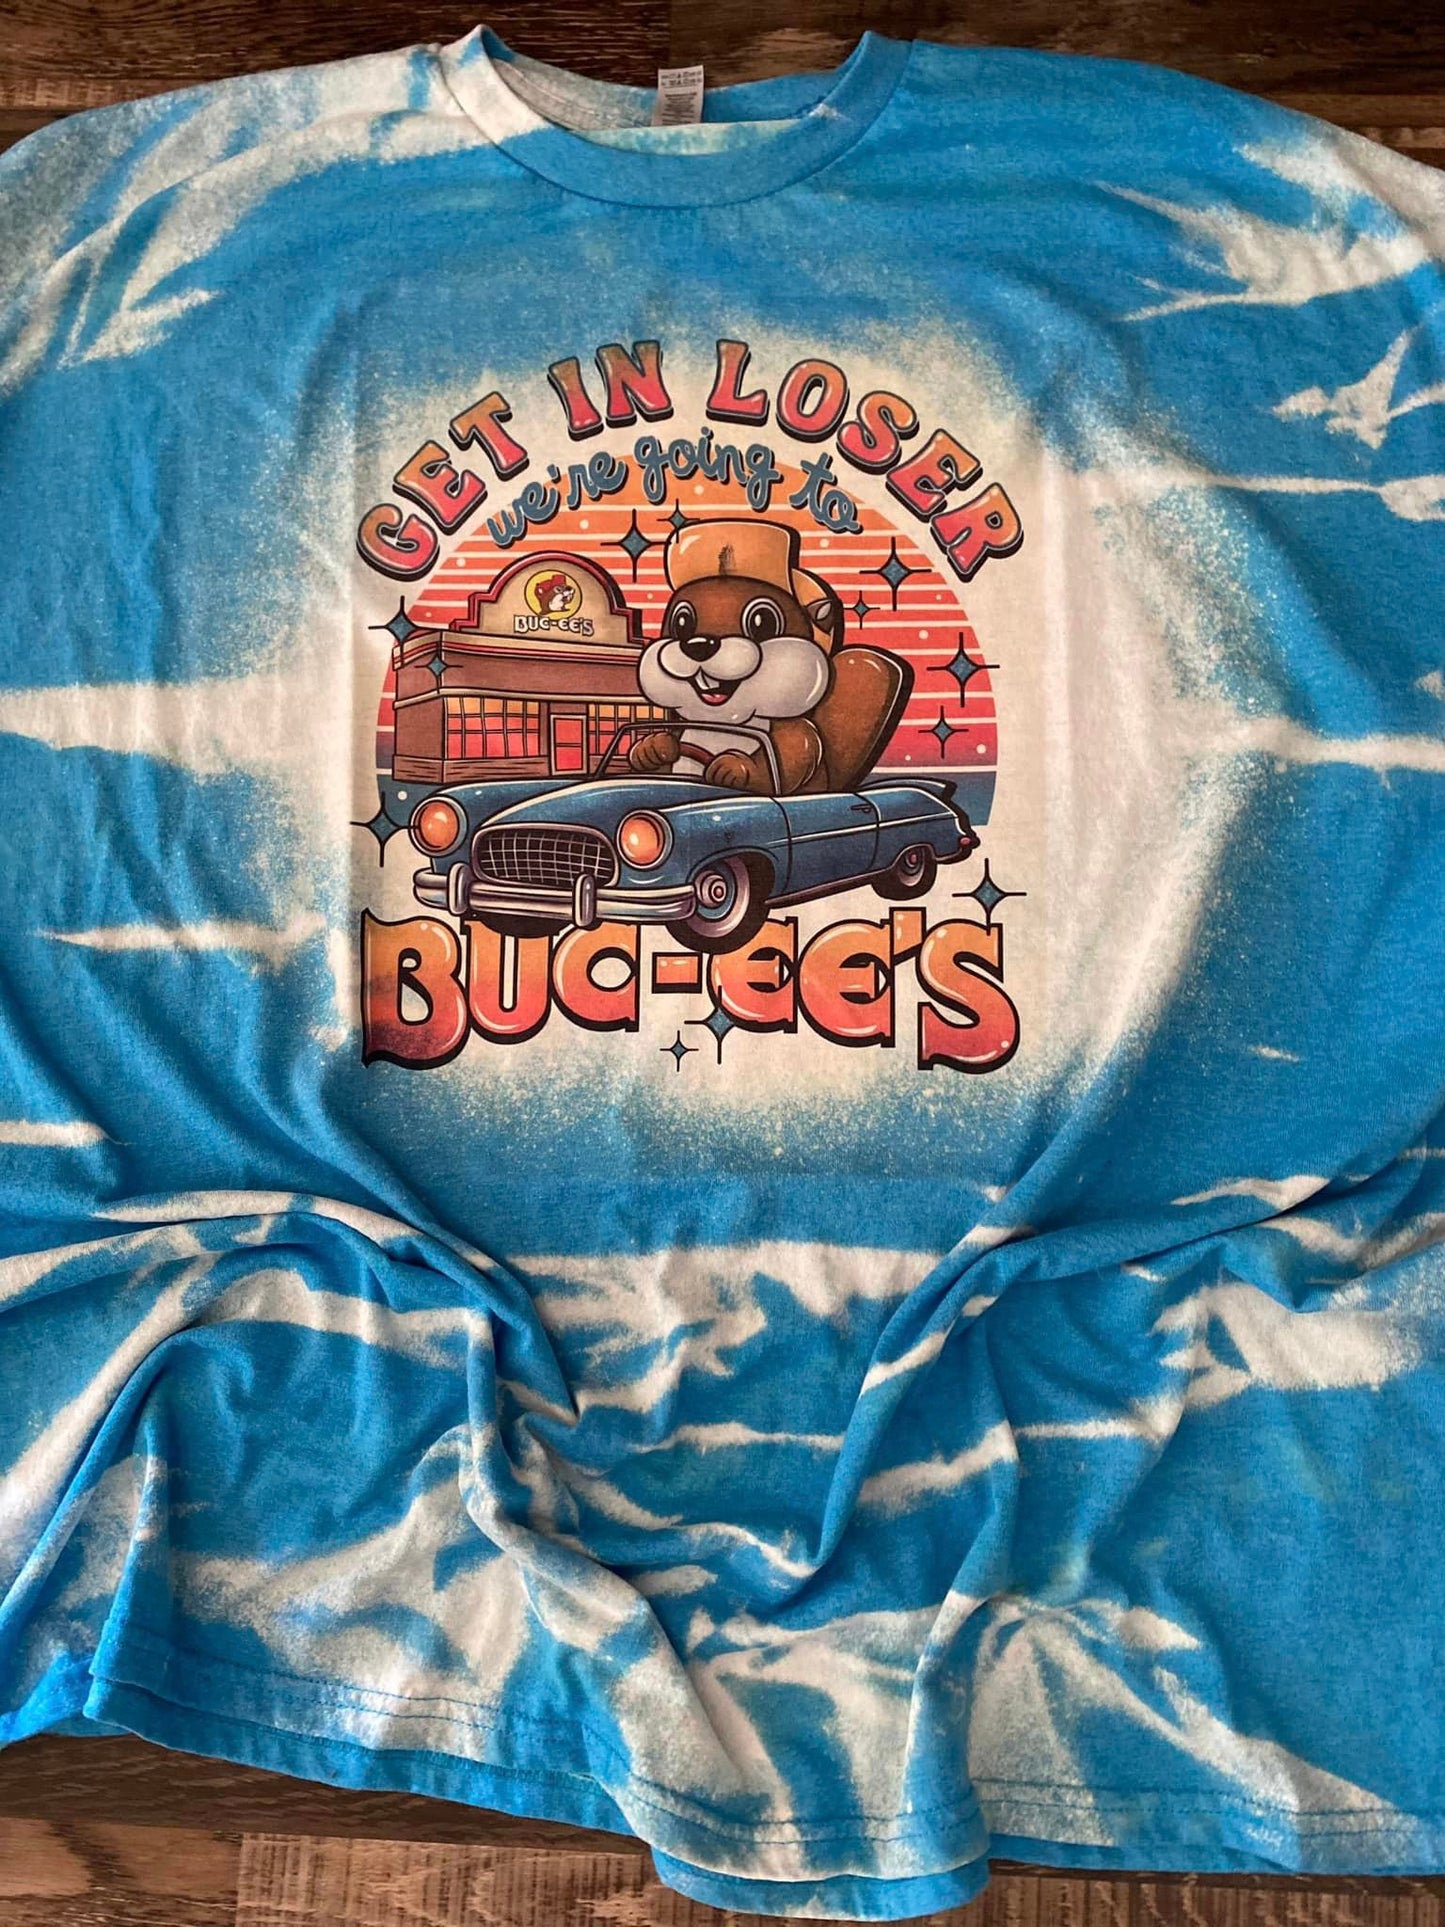 GET IN LOSER
we're going to
BUC-EE'S
BUC-EE'S